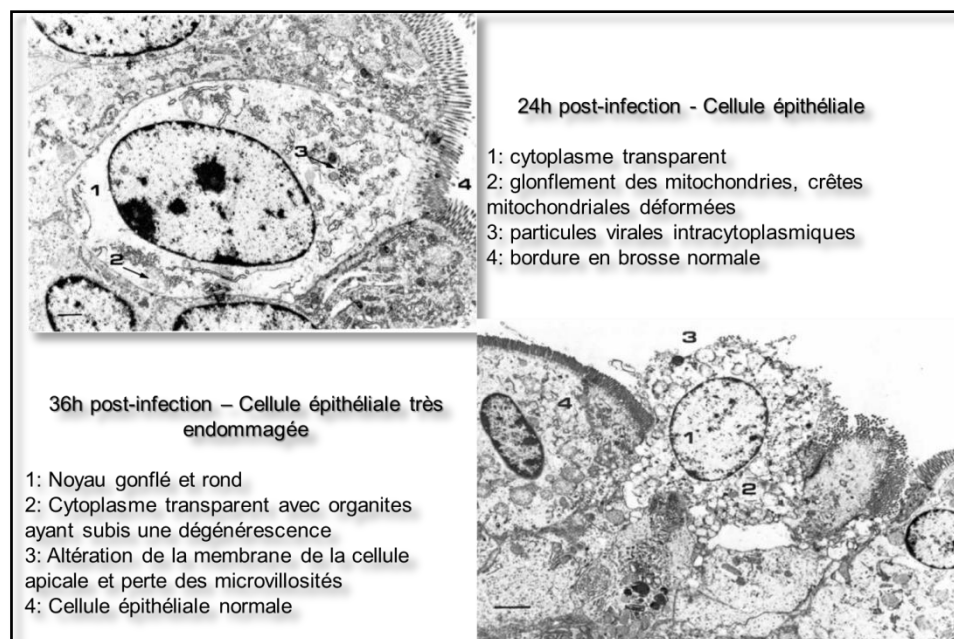 24h post-infection - Cellule épithéliale
1: cytoplasme transparent
2: glonflement des mitochondries, crêtes
mitochondriales déformées
3: particules virales intracytoplasmiques
4: bordure en brosse normale
1
2
3
4
36h post-infection – Cellule épithéliale très
endommagée
1: Noyau gonflé et rond
2: Cytoplasme transparent avec organites
ayant subis une dégénérescence
3: Altération de la membrane de la cellule
apicale et perte des microvillosités
4: Cellule épithéliale normale
3
4
1
2